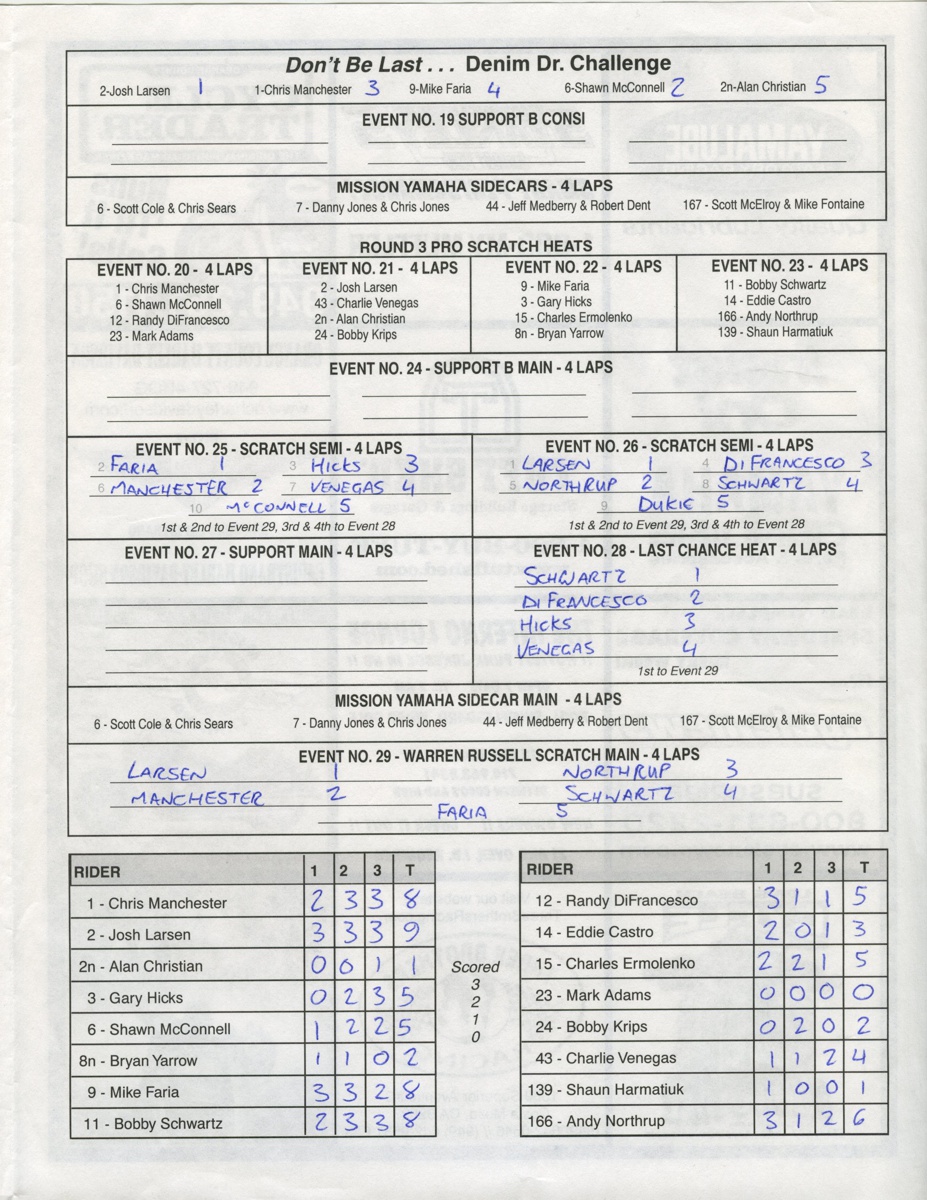 Don't Be Last . . . Denim Dr. Challenge
2-Josh Larsen 1 1-Chris Manchester 3 9-Mike Faria 4 6-Shawn McConnell 2 2n-Alan Christian 5
EVENT NO. 19 SUPPORT B CONSI
MISSION YAMAHA SIDECARS - 4 LAPS
6 - Scott Cole & Chris Sears 7 - Danny Jones & Chris Jones 44 - Jeff Medberry & Robert Dent 167 - Scott McElroy & Mike Fontaine
ROUND 3 PRO SCRATCH HEATS
EVENT NO. 20 - 4 LAPS
1 - Chris Manchester
6 - Shawn McConnell
12 - Randy DiFrancesco
23 - Mark Adams
EVENT NO. 21 - 4 LAPS
2 - Josh Larsen
43 - Charlie Venegas
2n - Alan Christian
24 - Bobby Krips
EVENT NO. 22 - 4 LAPS
9 - Mike Faria
3 - Gary Hicks
15 - Charles Ermolenko
8n - Bryan Yarrow
EVENT NO. 23 - 4 LAPS
11 - Bobby Schwartz
14 - Eddie Castro
166 - Andy Northrup
139 - Shaun Harmatiuk
EVENT NO. 24 - SUPPORT B MAIN - 4 LAPS
EVENT NO. 25 - SCRATCH SEMI - 4 LAPS
2 FARIA 1 3 HICKS 3
6 MANCHESTER 2 7 VENEGAS 4
10 McCONNELL 5
1st & 2nd to Event 29, 3rd & 4th to Event 28
EVENT NO. 26 - SCRATCH SEMI - 4 LAPS
1 LARSEN 1 4 DI FRANCESCO 3
5 NORTHRUP 2 8 SCHWARTZ 4
9 DUKIE 5
1st & 2nd to Event 29, 3rd & 4th to Event 28
EVENT NO. 27 - SUPPORT MAIN - 4 LAPS
EVENT NO. 28 - LAST CHANCE HEAT - 4 LAPS
SCHWARTZ 1
DI FRANCESCO 2
HICKS 3
VENEGAS 4
1st to Event 29
MISSION YAMAHA SIDECAR MAIN - 4 LAPS
6 - Scott Cole & Chris Sears 7 - Danny Jones & Chris Jones 44 - Jeff Medberry & Robert Dent 167 - Scott McElroy & Mike Fontaine
EVENT NO. 29 - WARREN RUSSELL SCRATCH MAIN - 4 LAPS
LARSEN 1 NORTHRUP 3
MANCHESTER 2 SCHWARTZ 4
FARIA 5
RIDER 1 2 3 T
1 - Chris Manchester 2 3 3 8
2 - Josh Larsen 3 3 3 9
2n - Alan Christian 0 0 1 1
3 - Gary Hicks 0 2 3 5
6 - Shawn McConnell 1 2 2 5
8n - Bryan Yarrow 1 1 0 2
9 - Mike Faria 3 3 2 8
11 - Bobby Schwartz 2 3 3 8
Scored
3
2
1
0
RIDER 1 2 3 T
12 - Randy DiFrancesco 3 1 1 5
14 - Eddie Castro 2 0 1 3
15 - Charles Ermolenko 2 2 1 5
23 - Mark Adams 0 0 0 0
24 - Bobby Krips 0 2 0 2
43 - Charlie Venegas 1 1 2 4
139 - Shaun Harmatiuk 1 0 0 1
166 - Andy Northrup 3 1 2 6